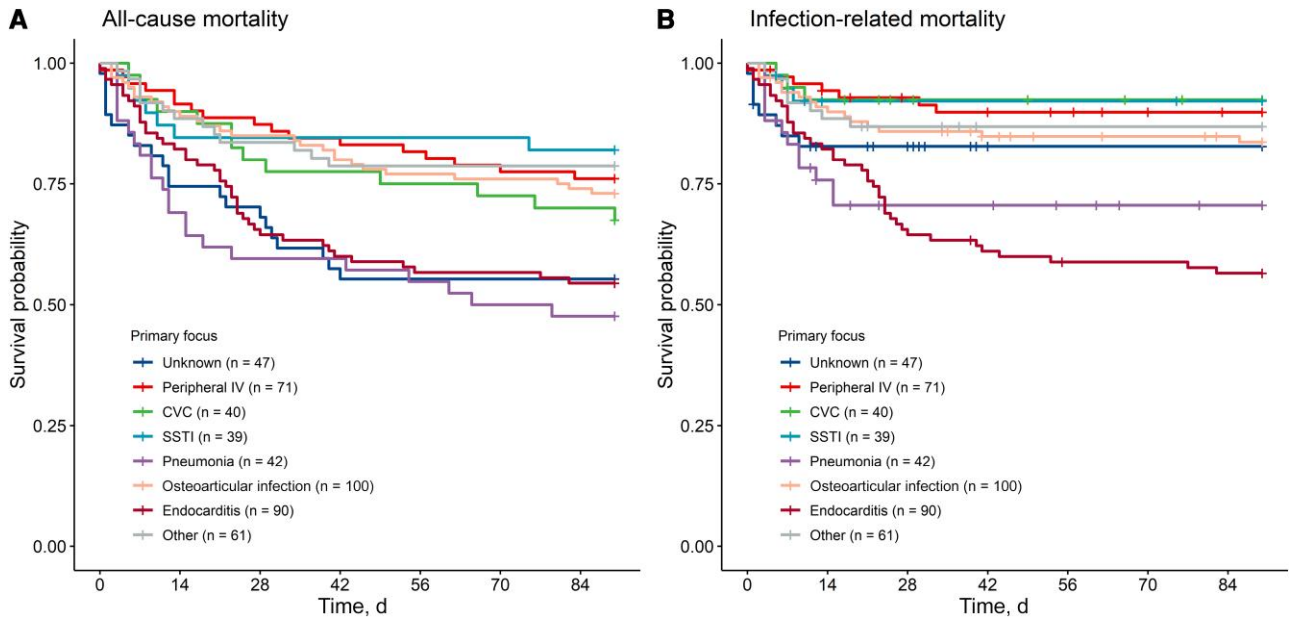 A All-cause mortality
1.00
0.75
0.50
0.25
0.00
Survival probability
Primary focus
Unknown (n = 47)
Peripheral IV (n = 71)
CVC (n = 40)
SSTI (n = 39)
Pneumonia (n = 42)
Osteoarticular infection (n = 100)
Endocarditis (n = 90)
Other (n = 61)
0 14 28 42 56 70 84
Time, d
B Infection-related mortality
1.00
0.75
0.50
0.25
0.00
Survival probability
Primary focus
Unknown (n = 47)
Peripheral IV (n = 71)
CVC (n = 40)
SSTI (n = 39)
Pneumonia (n = 42)
Osteoarticular infection (n = 100)
Endocarditis (n = 90)
Other (n = 61)
0 14 28 42 56 70 84
Time, d